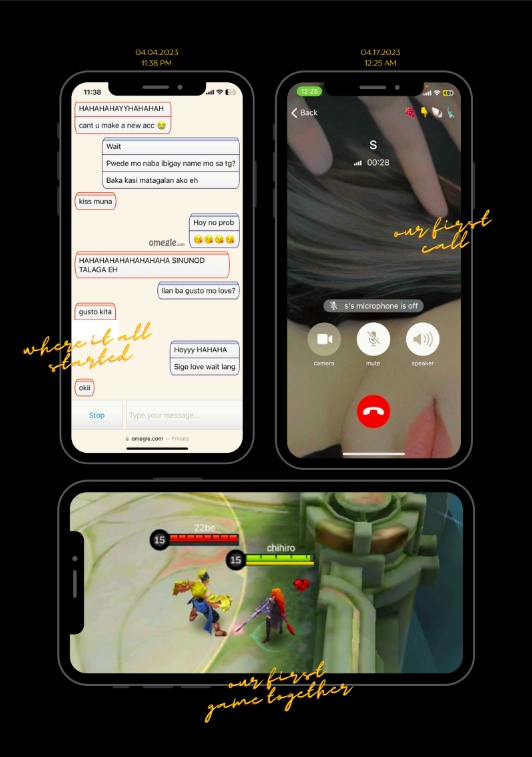 04.04.2023
11:38 PM
04.17.2023
12:25 AM
11:38
HAHAHAHAYYHAHAHAH
cant u make a new acc 😅
Wait
Pwede mo naba ibigay name mo sa tg?
Baka kasi matagalan ako eh
kiss muna
Hoy no prob
😘😘😘😘
omegle.com
HAHAHAHAHAHAHAHAHA SINUNOD
TALAGA EH
Ilan ba gusto mo love?
gusto kita
where it all
started
Hoyyy HAHAHA
Sige love wait lang
okii
Stop
Type your message...
omegle.com — Private
12:25
Back
S
00:28
our first
call
s's microphone is off
camera
mute
speaker
22be
15
chihiro
15
our first
game together